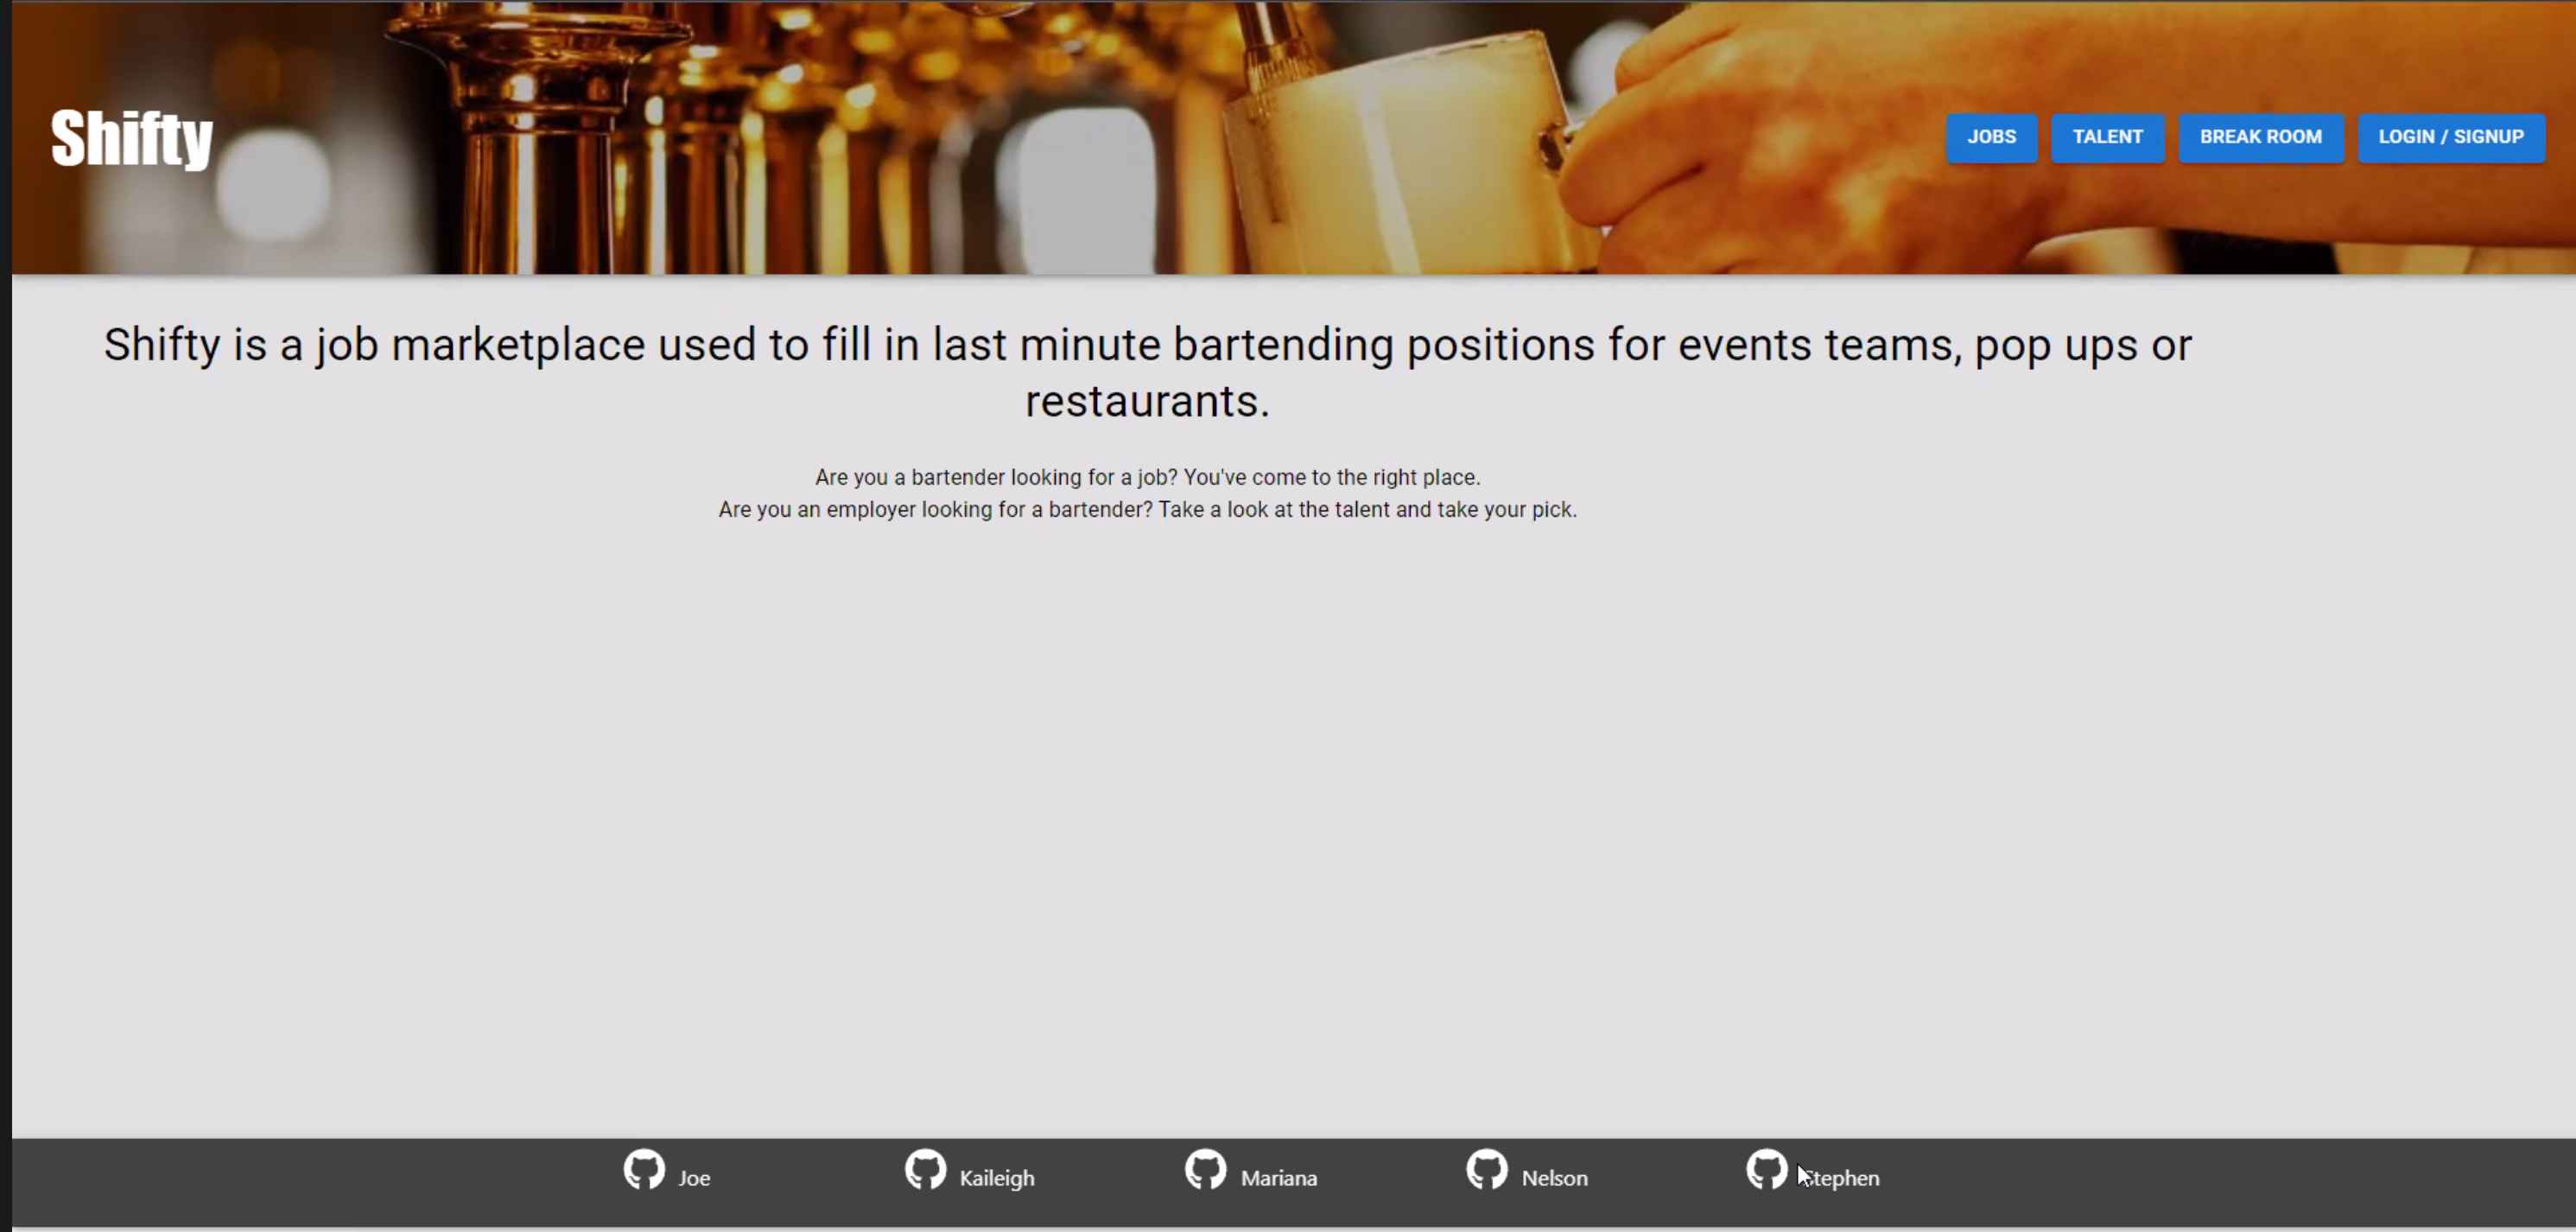 Shifty
JOBS
TALENT
BREAK ROOM
LOGIN / SIGNUP
Shifty is a job marketplace used to fill in last minute bartending positions for events teams, pop ups or
restaurants.
Are you a bartender looking for a job? You've come to the right place.
Are you an employer looking for a bartender? Take a look at the talent and take your pick.
Joe
Kaileigh
Mariana
Nelson
Stephen